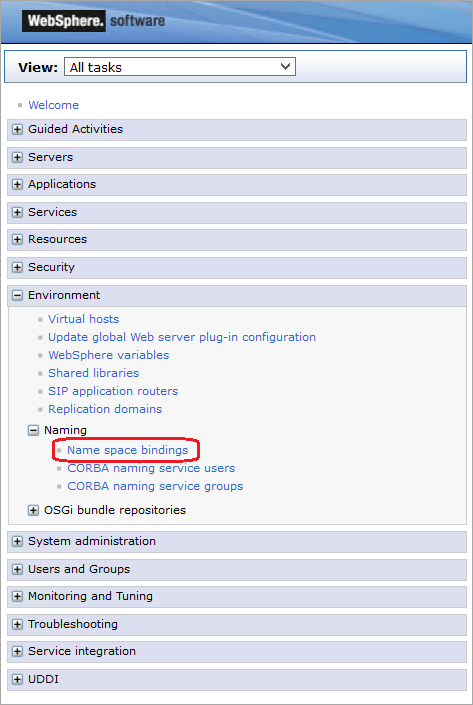 WebSphere. software
View: All tasks
Welcome
Guided Activities
Servers
Applications
Services
Resources
Security
Environment
Virtual hosts
Update global Web server plug-in configuration
WebSphere variables
Shared libraries
SIP application routers
Replication domains
Naming
Name space bindings
CORBA naming service users
CORBA naming service groups
OSGi bundle repositories
System administration
Users and Groups
Monitoring and Tuning
Troubleshooting
Service integration
UDDI